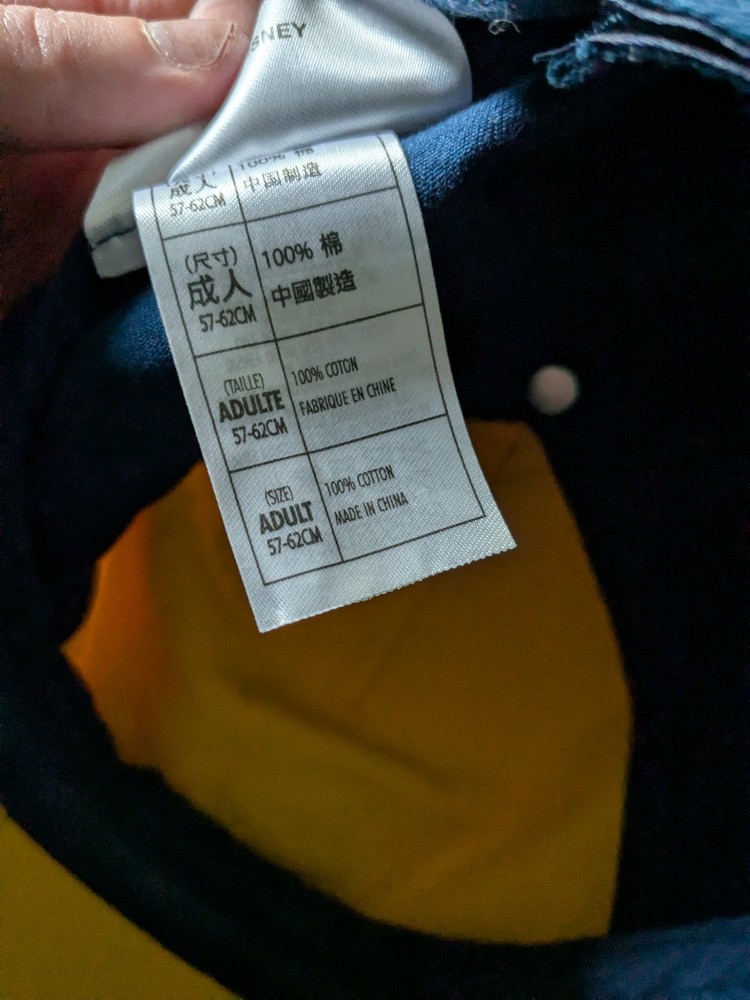 SNEY
100% 棉
成人
中国制造
57-62CM
(尺寸)
成人
57-62CM
100% 棉
中國製造
(TAILLE)
ADULTE
57-62CM
100% COTON
FABRIQUE EN CHINE
(SIZE)
ADULT
57-62CM
100% COTTON
MADE IN CHINA